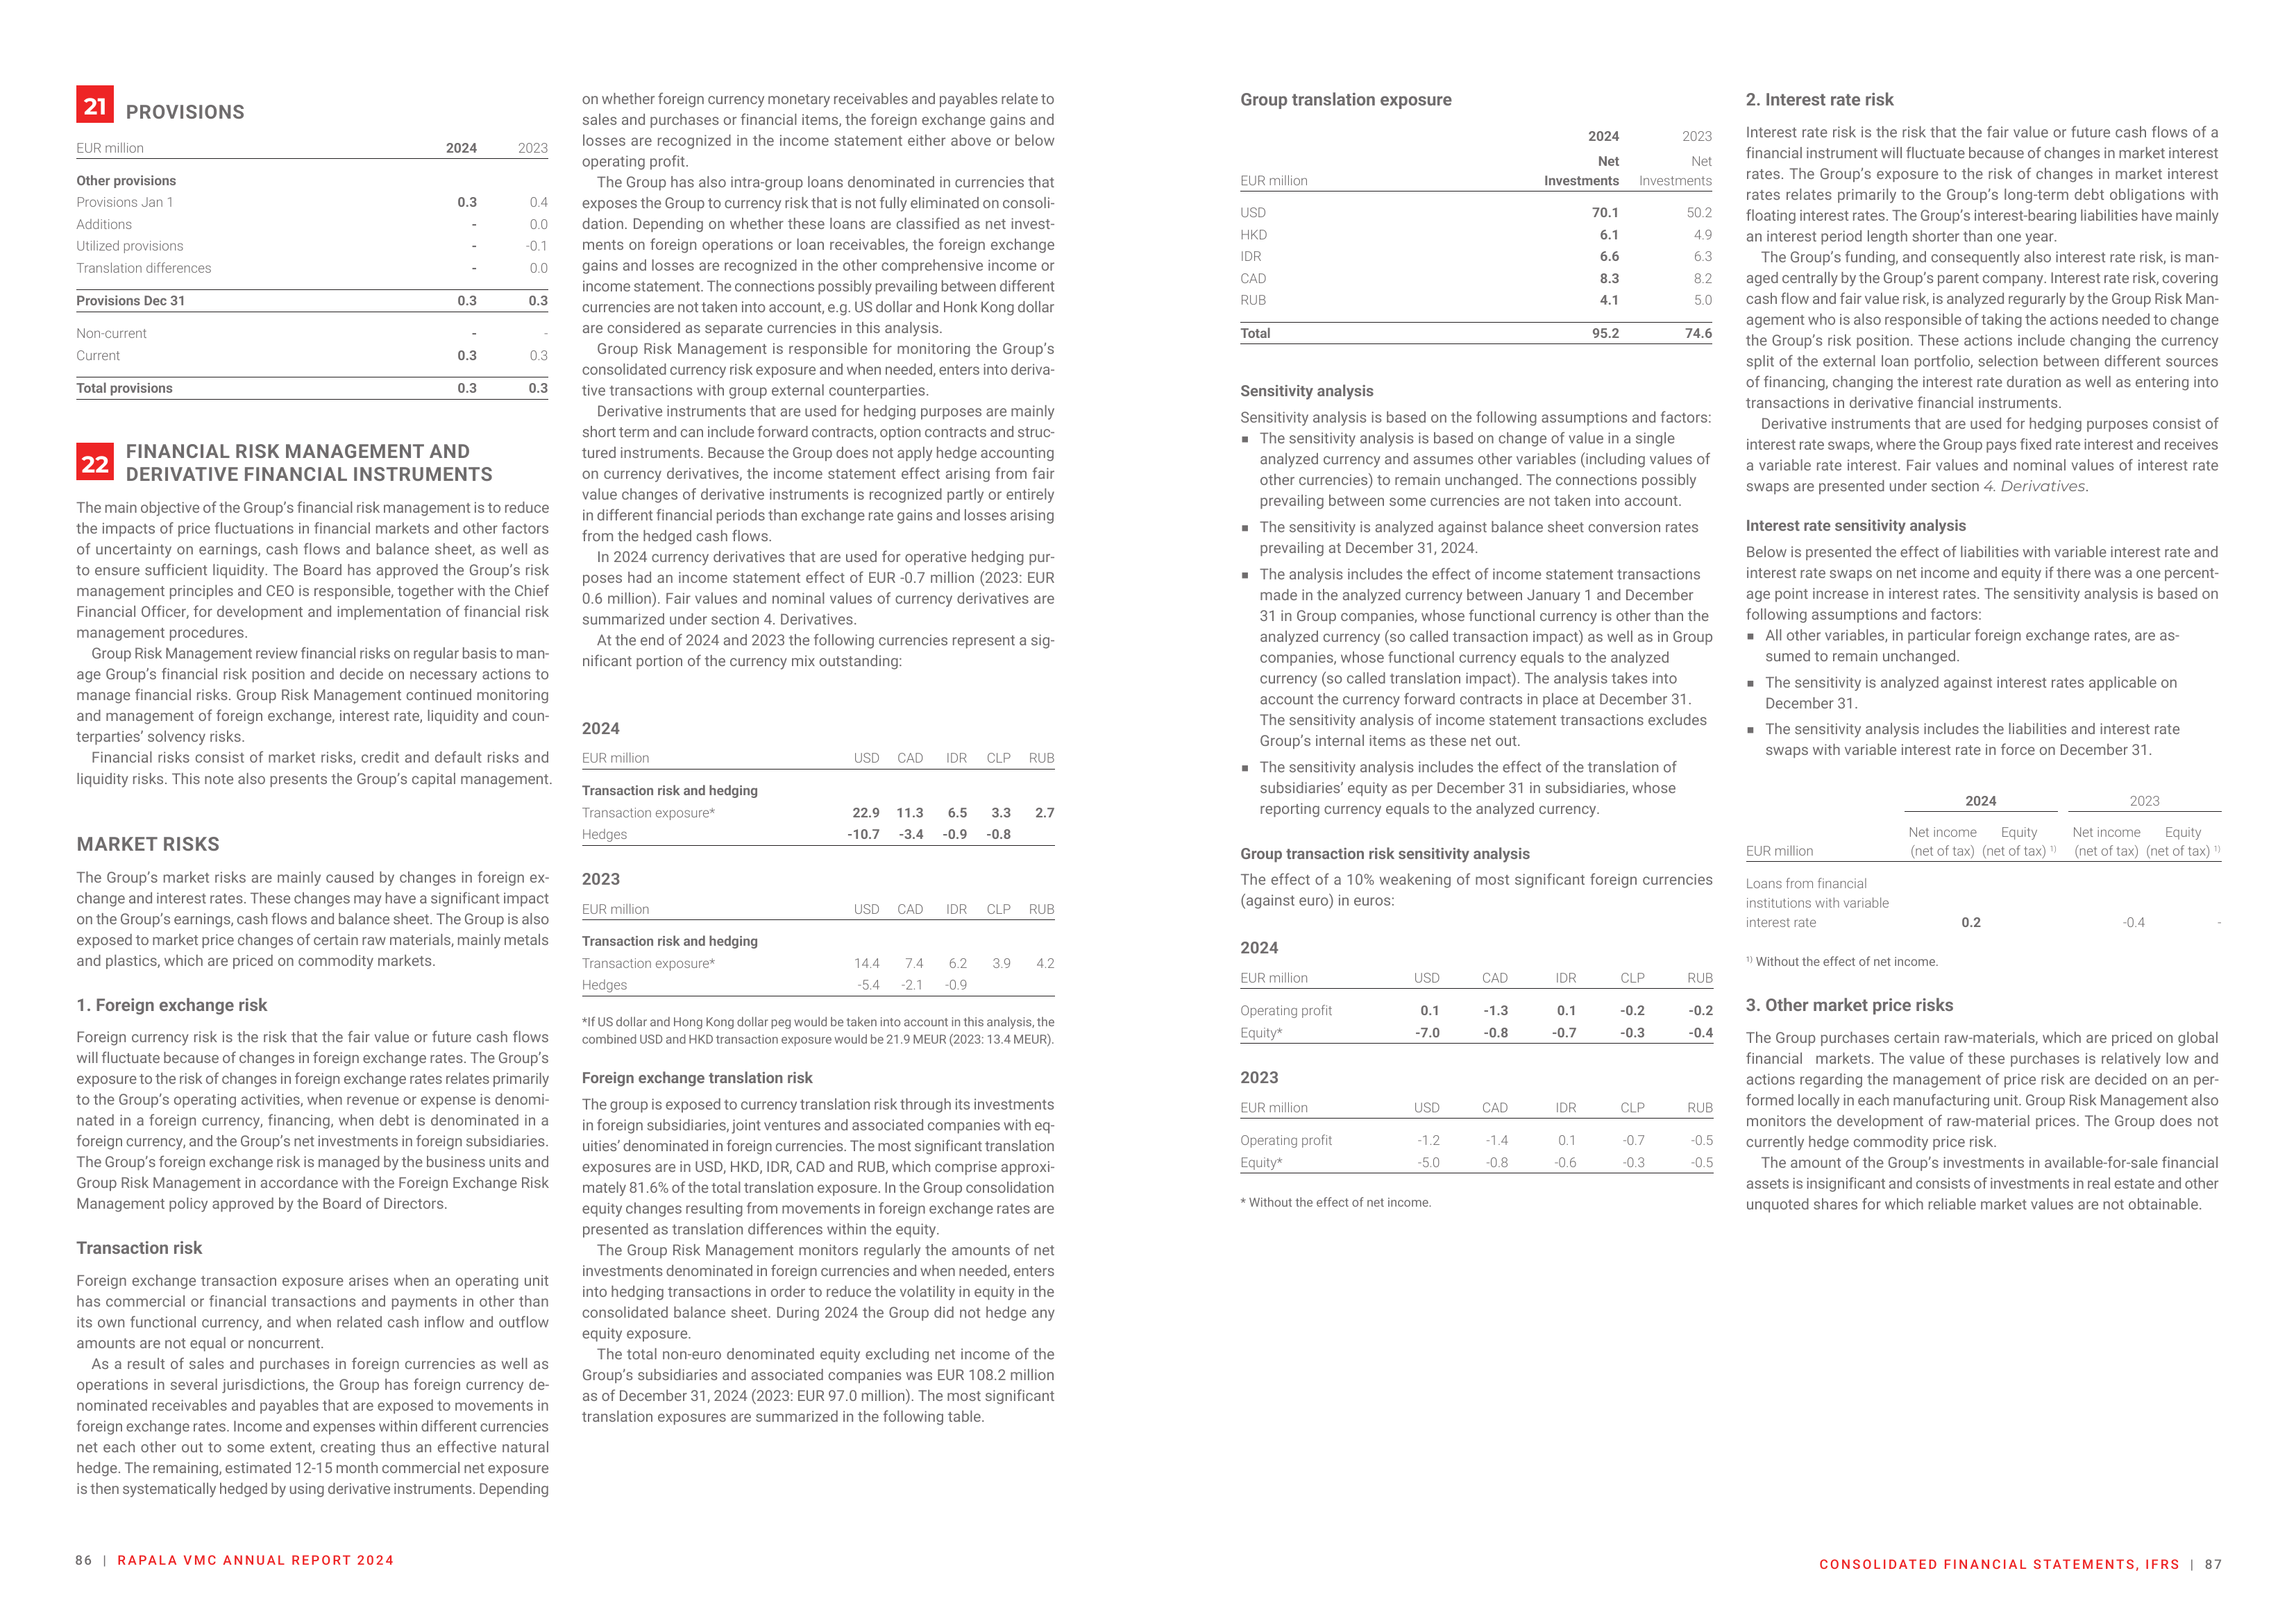 21 PROVISIONS
EUR million 2024 2023
Other provisions
Provisions Jan 1 0.3 0.4
Additions - 0.0
Utilized provisions - -0.1
Translation differences - 0.0
Provisions Dec 31 0.3 0.3
Non-current - -
Current 0.3 0.3
Total provisions 0.3 0.3
22 FINANCIAL RISK MANAGEMENT AND
DERIVATIVE FINANCIAL INSTRUMENTS
The main objective of the Group's financial risk management is to reduce
the impacts of price fluctuations in financial markets and other factors
of uncertainty on earnings, cash flows and balance sheet, as well as
to ensure sufficient liquidity. The Board has approved the Group's risk
management principles and CEO is responsible, together with the Chief
Financial Officer, for development and implementation of financial risk
management procedures.
Group Risk Management review financial risks on regular basis to man-
age Group's financial risk position and decide on necessary actions to
manage financial risks. Group Risk Management continued monitoring
and management of foreign exchange, interest rate, liquidity and coun-
terparties' solvency risks.
Financial risks consist of market risks, credit and default risks and
liquidity risks. This note also presents the Group's capital management.
MARKET RISKS
The Group's market risks are mainly caused by changes in foreign ex-
change and interest rates. These changes may have a significant impact
on the Group's earnings, cash flows and balance sheet. The Group is also
exposed to market price changes of certain raw materials, mainly metals
and plastics, which are priced on commodity markets.
1. Foreign exchange risk
Foreign currency risk is the risk that the fair value or future cash flows
will fluctuate because of changes in foreign exchange rates. The Group's
exposure to the risk of changes in foreign exchange rates relates primarily
to the Group's operating activities, when revenue or expense is denomi-
nated in a foreign currency, financing, when debt is denominated in a
foreign currency, and the Group's net investments in foreign subsidiaries.
The Group's foreign exchange risk is managed by the business units and
Group Risk Management in accordance with the Foreign Exchange Risk
Management policy approved by the Board of Directors.
Transaction risk
Foreign exchange transaction exposure arises when an operating unit
has commercial or financial transactions and payments in other than
its own functional currency, and when related cash inflow and outflow
amounts are not equal or noncurrent.
As a result of sales and purchases in foreign currencies as well as
operations in several jurisdictions, the Group has foreign currency de-
nominated receivables and payables that are exposed to movements in
foreign exchange rates. Income and expenses within different currencies
net each other out to some extent, creating thus an effective natural
hedge. The remaining, estimated 12-15 month commercial net exposure
is then systematically hedged by using derivative instruments. Depending
on whether foreign currency monetary receivables and payables relate to
sales and purchases or financial items, the foreign exchange gains and
losses are recognized in the income statement either above or below
operating profit.
The Group has also intra-group loans denominated in currencies that
exposes the Group to currency risk that is not fully eliminated on consoli-
dation. Depending on whether these loans are classified as net invest-
ments on foreign operations or loan receivables, the foreign exchange
gains and losses are recognized in the other comprehensive income or
income statement. The connections possibly prevailing between different
currencies are not taken into account, e.g. US dollar and Honk Kong dollar
are considered as separate currencies in this analysis.
Group Risk Management is responsible for monitoring the Group's
consolidated currency risk exposure and when needed, enters into deriva-
tive transactions with group external counterparties.
Derivative instruments that are used for hedging purposes are mainly
short term and can include forward contracts, option contracts and struc-
tured instruments. Because the Group does not apply hedge accounting
on currency derivatives, the income statement effect arising from fair
value changes of derivative instruments is recognized partly or entirely
in different financial periods than exchange rate gains and losses arising
from the hedged cash flows.
In 2024 currency derivatives that are used for operative hedging pur-
poses had an income statement effect of EUR -0.7 million (2023: EUR
0.6 million). Fair values and nominal values of currency derivatives are
summarized under section 4. Derivatives.
At the end of 2024 and 2023 the following currencies represent a sig-
nificant portion of the currency mix outstanding:
2024
EUR million USD CAD IDR CLP RUB
Transaction risk and hedging
Transaction exposure* 22.9 11.3 6.5 3.3 2.7
Hedges -10.7 -3.4 -0.9 -0.8
2023
EUR million USD CAD IDR CLP RUB
Transaction risk and hedging
Transaction exposure* 14.4 7.4 6.2 3.9 4.2
Hedges -5.4 -2.1 -0.9
*If US dollar and Hong Kong dollar peg would be taken into account in this analysis, the
combined USD and HKD transaction exposure would be 21.9 MEUR (2023: 13.4 MEUR).
Foreign exchange translation risk
The group is exposed to currency translation risk through its investments
in foreign subsidiaries, joint ventures and associated companies with eq-
uities' denominated in foreign currencies. The most significant translation
exposures are in USD, HKD, IDR, CAD and RUB, which comprise approxi-
mately 81.6% of the total translation exposure. In the Group consolidation
equity changes resulting from movements in foreign exchange rates are
presented as translation differences within the equity.
The Group Risk Management monitors regularly the amounts of net
investments denominated in foreign currencies and when needed, enters
into hedging transactions in order to reduce the volatility in equity in the
consolidated balance sheet. During 2024 the Group did not hedge any
equity exposure.
The total non-euro denominated equity excluding net income of the
Group's subsidiaries and associated companies was EUR 108.2 million
as of December 31, 2024 (2023: EUR 97.0 million). The most significant
translation exposures are summarized in the following table.
86 | RAPALA VMC ANNUAL REPORT 2024
Group translation exposure
2024 2023
Net Net
EUR million Investments Investments
USD 70.1 50.2
HKD 6.1 4.9
IDR 6.6 6.3
CAD 8.3 8.2
RUB 4.1 5.0
Total 95.2 74.6
Sensitivity analysis
Sensitivity analysis is based on the following assumptions and factors:
▪ The sensitivity analysis is based on change of value in a single
analyzed currency and assumes other variables (including values of
other currencies) to remain unchanged. The connections possibly
prevailing between some currencies are not taken into account.
▪ The sensitivity is analyzed against balance sheet conversion rates
prevailing at December 31, 2024.
▪ The analysis includes the effect of income statement transactions
made in the analyzed currency between January 1 and December
31 in Group companies, whose functional currency is other than the
analyzed currency (so called transaction impact) as well as in Group
companies, whose functional currency equals to the analyzed
currency (so called translation impact). The analysis takes into
account the currency forward contracts in place at December 31.
The sensitivity analysis of income statement transactions excludes
Group's internal items as these net out.
▪ The sensitivity analysis includes the effect of the translation of
subsidiaries' equity as per December 31 in subsidiaries, whose
reporting currency equals to the analyzed currency.
Group transaction risk sensitivity analysis
The effect of a 10% weakening of most significant foreign currencies
(against euro) in euros:
2024
EUR million USD CAD IDR CLP RUB
Operating profit 0.1 -1.3 0.1 -0.2 -0.2
Equity* -7.0 -0.8 -0.7 -0.3 -0.4
2023
EUR million USD CAD IDR CLP RUB
Operating profit -1.2 -1.4 0.1 -0.7 -0.5
Equity* -5.0 -0.8 -0.6 -0.3 -0.5
* Without the effect of net income.
2. Interest rate risk
Interest rate risk is the risk that the fair value or future cash flows of a
financial instrument will fluctuate because of changes in market interest
rates. The Group's exposure to the risk of changes in market interest
rates relates primarily to the Group's long-term debt obligations with
floating interest rates. The Group's interest-bearing liabilities have mainly
an interest period length shorter than one year.
The Group's funding, and consequently also interest rate risk, is man-
aged centrally by the Group's parent company. Interest rate risk, covering
cash flow and fair value risk, is analyzed regurarly by the Group Risk Man-
agement who is also responsible of taking the actions needed to change
the Group's risk position. These actions include changing the currency
split of the external loan portfolio, selection between different sources
of financing, changing the interest rate duration as well as entering into
transactions in derivative financial instruments.
Derivative instruments that are used for hedging purposes consist of
interest rate swaps, where the Group pays fixed rate interest and receives
a variable rate interest. Fair values and nominal values of interest rate
swaps are presented under section 4. Derivatives.
Interest rate sensitivity analysis
Below is presented the effect of liabilities with variable interest rate and
interest rate swaps on net income and equity if there was a one percent-
age point increase in interest rates. The sensitivity analysis is based on
following assumptions and factors:
▪ All other variables, in particular foreign exchange rates, are as-
sumed to remain unchanged.
▪ The sensitivity is analyzed against interest rates applicable on
December 31.
▪ The sensitivity analysis includes the liabilities and interest rate
swaps with variable interest rate in force on December 31.
2024 2023
Net income Equity Net income Equity
EUR million (net of tax) (net of tax) 1) (net of tax) (net of tax) 1)
Loans from financial
institutions with variable
interest rate 0.2 -0.4 -
1) Without the effect of net income.
3. Other market price risks
The Group purchases certain raw-materials, which are priced on global
financial markets. The value of these purchases is relatively low and
actions regarding the management of price risk are decided on an per-
formed locally in each manufacturing unit. Group Risk Management also
monitors the development of raw-material prices. The Group does not
currently hedge commodity price risk.
The amount of the Group's investments in available-for-sale financial
assets is insignificant and consists of investments in real estate and other
unquoted shares for which reliable market values are not obtainable.
CONSOLIDATED FINANCIAL STATEMENTS, IFRS | 87